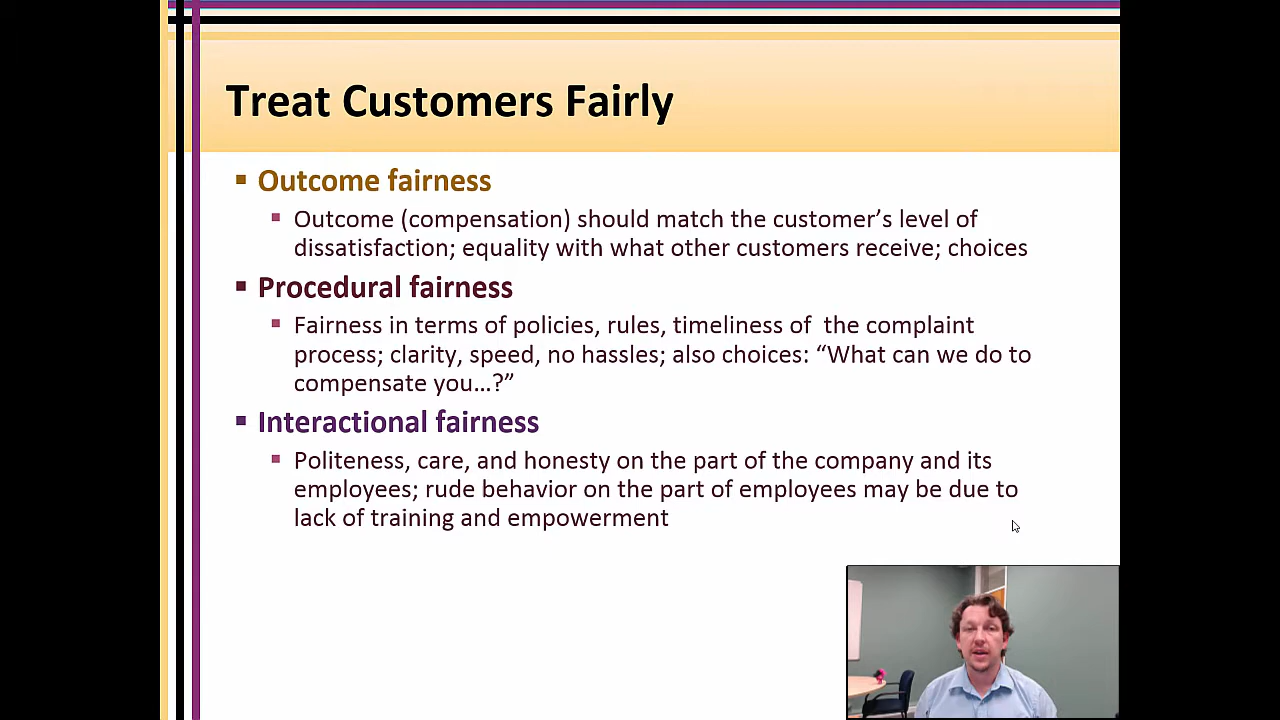 Treat Customers Fairly
Outcome fairness
Outcome (compensation) should match the customer’s level of
dissatisfaction; equality with what other customers receive; choices
Procedural fairness
Fairness in terms of policies, rules, timeliness of  the complaint
process; clarity, speed, no hassles; also choices: “What can we do to
compensate you…?”
Interactional fairness
Politeness, care, and honesty on the part of the company and its
employees; rude behavior on the part of employees may be due to
lack of training and empowerment